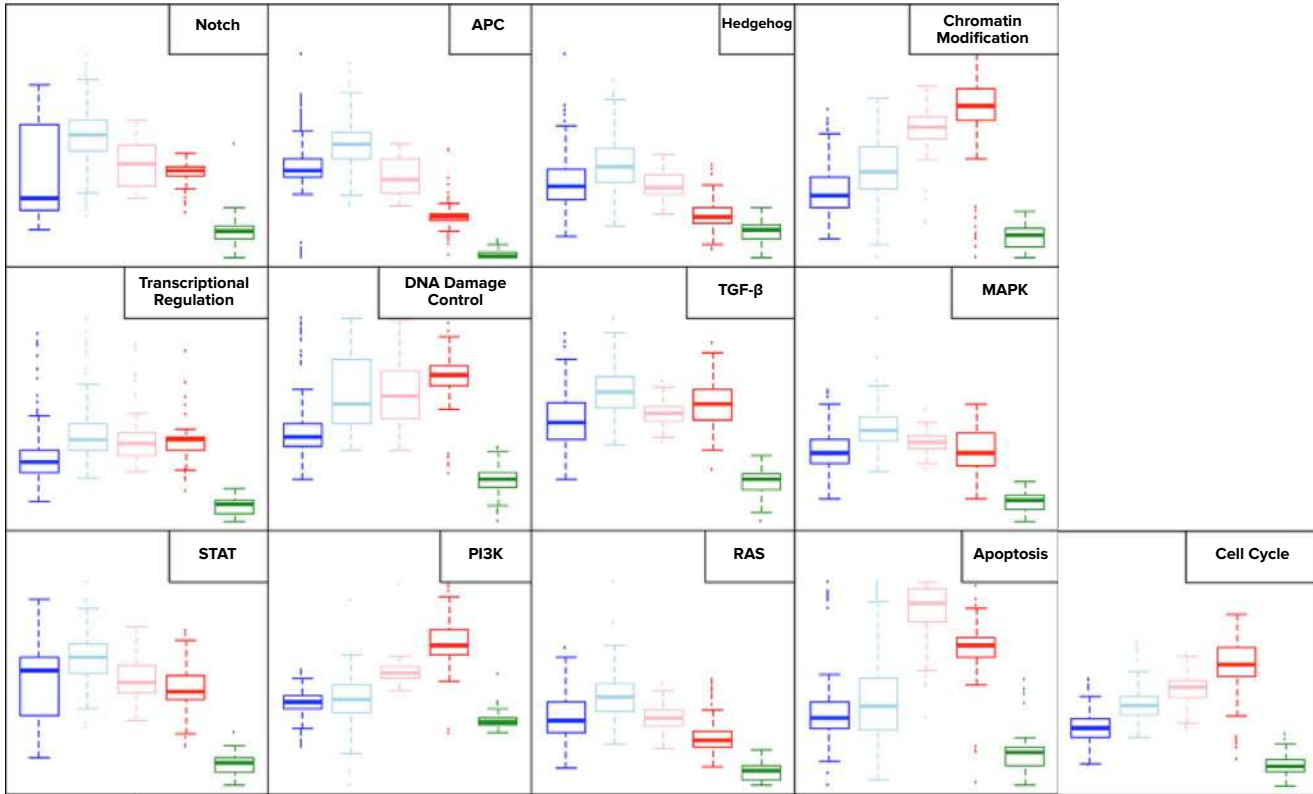 Notch
APC
Hedgehog
Chromatin
Modification
Transcriptional
Regulation
DNA Damage
Control
TGF-β
MAPK
STAT
PI3K
RAS
Apoptosis
Cell Cycle